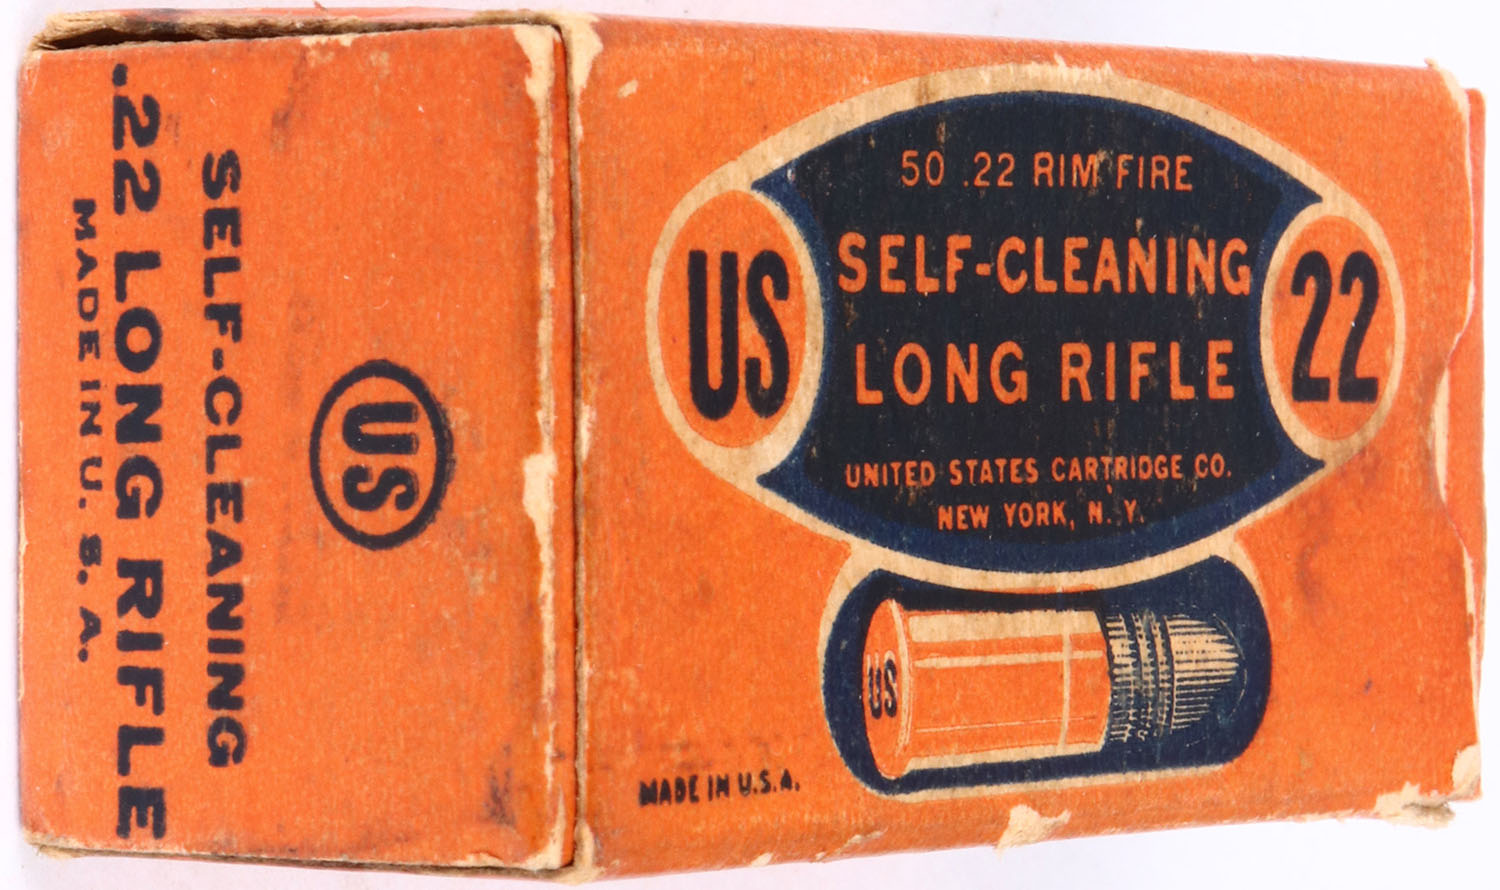 US
SELF-CLEANING
.22 LONG RIFLE
MADE IN U. S. A.
50 .22 RIM FIRE
SELF-CLEANING
LONG RIFLE
US
22
UNITED STATES CARTRIDGE CO.
NEW YORK, N. Y.
US
MADE IN U.S.A.